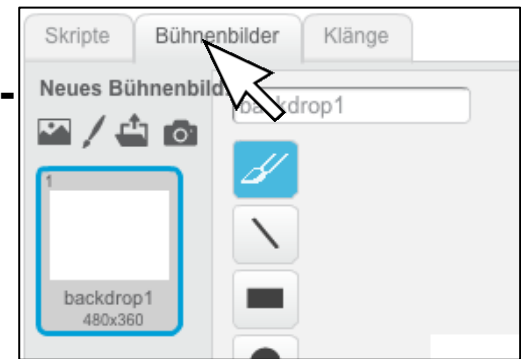 Skripte Bühnenbilder Klänge
Neues Bühnenbild
backdrop1
1
backdrop1
480x360